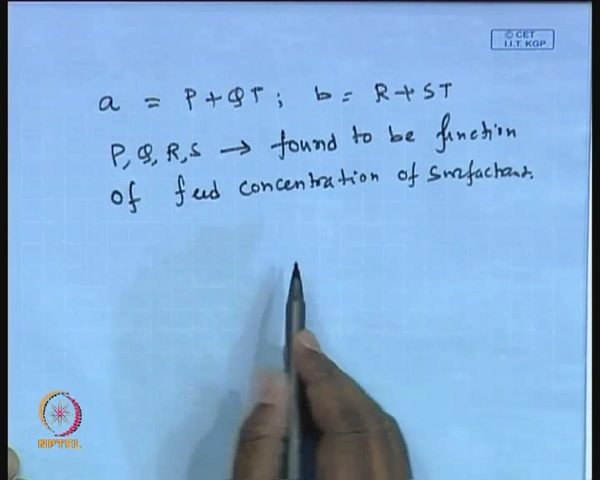 © CET
I.I.T. KGP
a = P + QT ; b = R + ST
P, Q, R, S → found to be function
of feed concentration of surfactant.
NPTEL